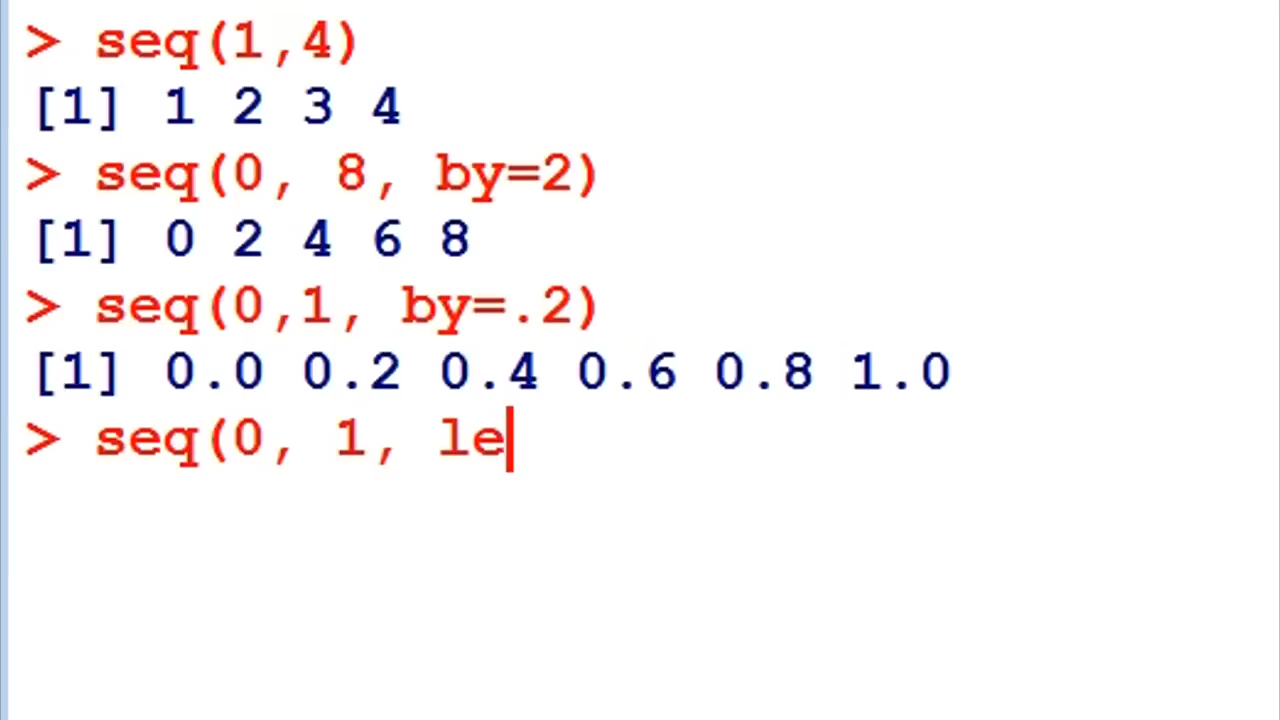 > seq(1,4)
[1] 1 2 3 4
> seq(0, 8, by=2)
[1] 0 2 4 6 8
> seq(0,1, by=.2)
[1] 0.0 0.2 0.4 0.6 0.8 1.0
> seq(0, 1, le